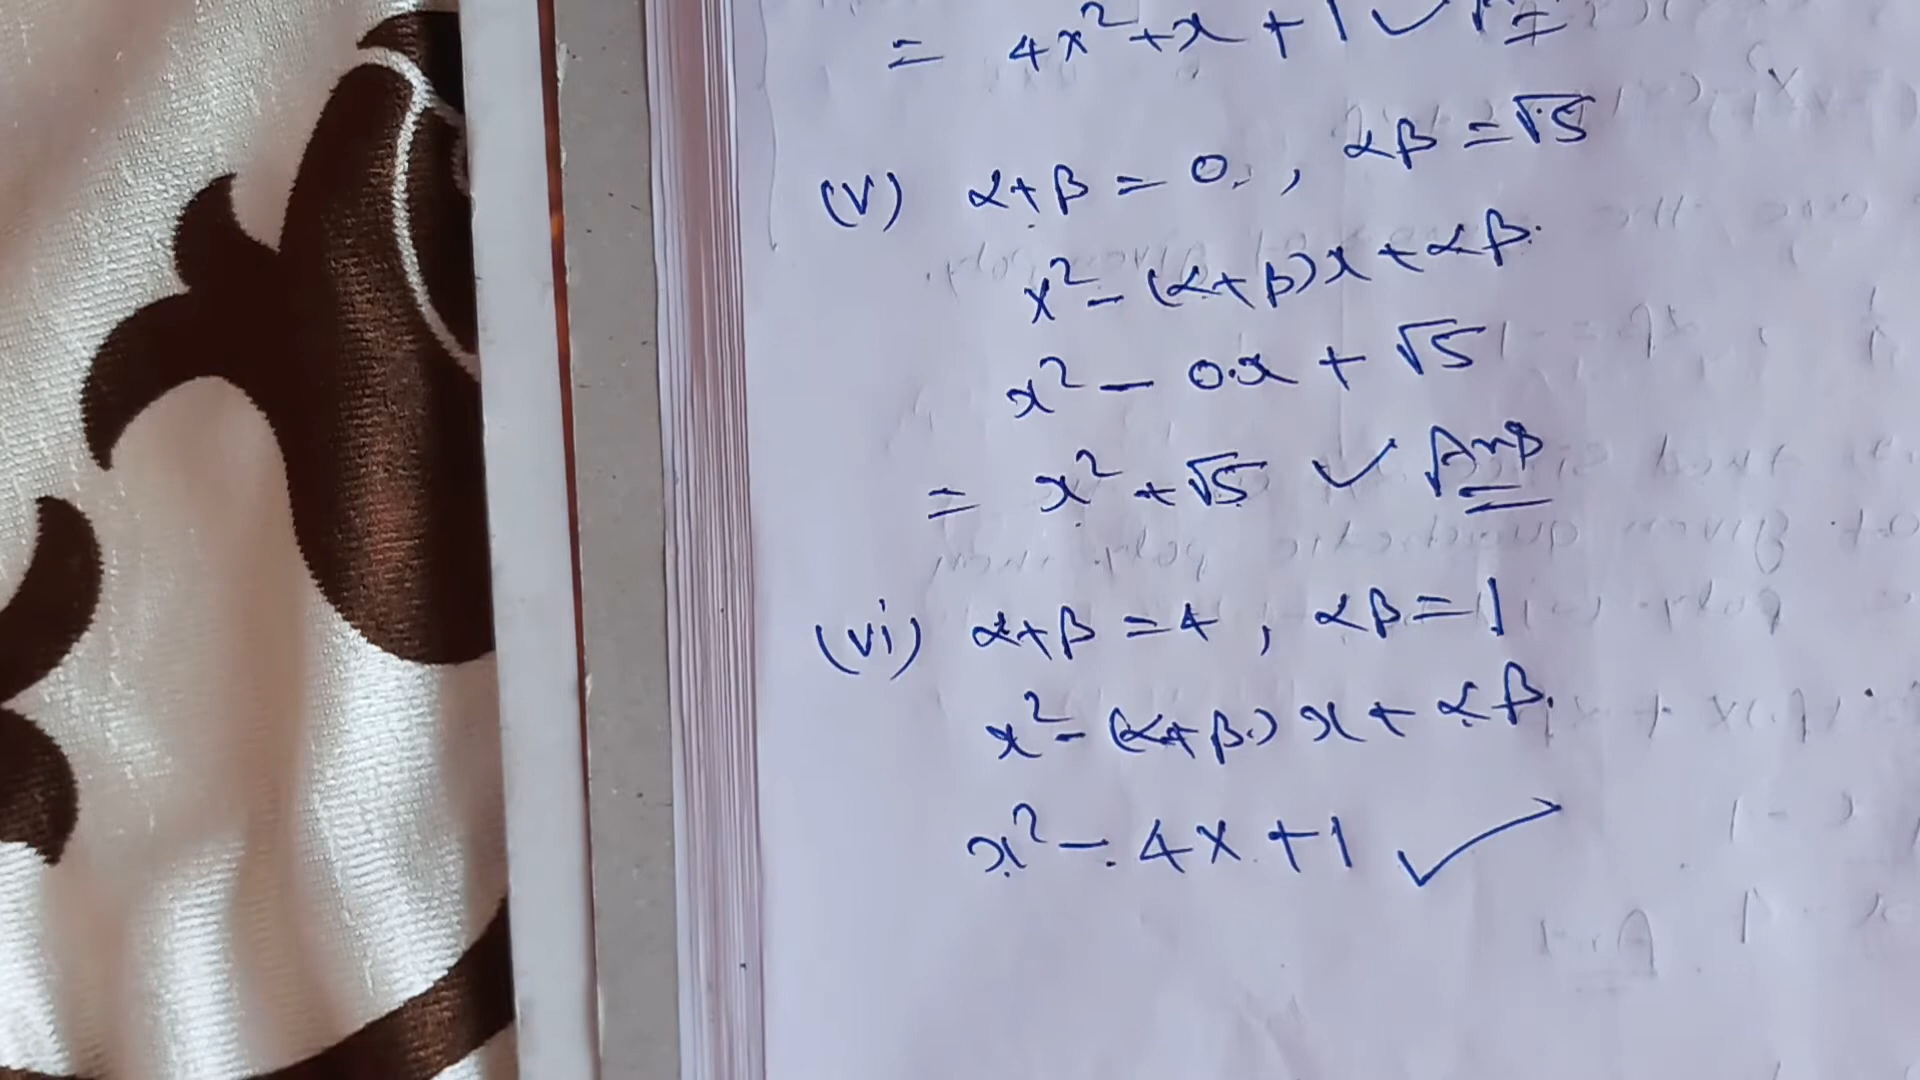 = 4x² + x + 1 ✓
(v) α+β = 0, αβ = √5
x² - (α+β)x + αβ
x² - 0.x + √5
= x² + √5 ✓ Ans
(vi) α+β = 4, αβ = 1
x² - (α+β)x + αβ
x² - 4x + 1 ✓